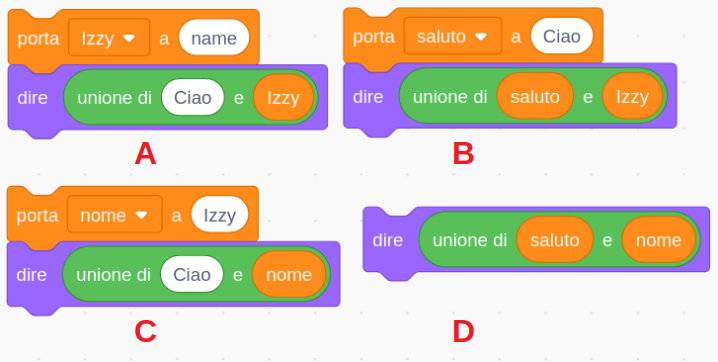 porta Izzy a name
dire unione di Ciao e Izzy
A
porta saluto a Ciao
dire unione di saluto e Izzy
B
porta nome a Izzy
dire unione di Ciao e nome
C
dire unione di saluto e nome
D